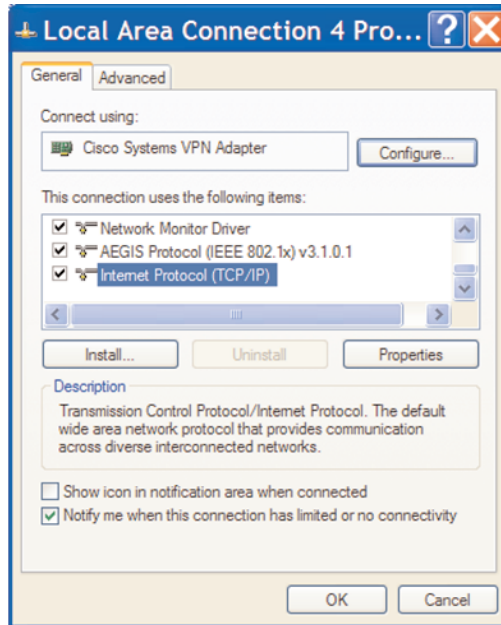 Local Area Connection 4 Pro...
General Advanced
Connect using:
Cisco Systems VPN Adapter
Configure...
This connection uses the following items:
Network Monitor Driver
AEGIS Protocol (IEEE 802.1x) v3.1.0.1
Internet Protocol (TCP/IP)
Install... Uninstall Properties
Description
Transmission Control Protocol/Internet Protocol. The default
wide area network protocol that provides communication
across diverse interconnected networks.
Show icon in notification area when connected
Notify me when this connection has limited or no connectivity
OK Cancel